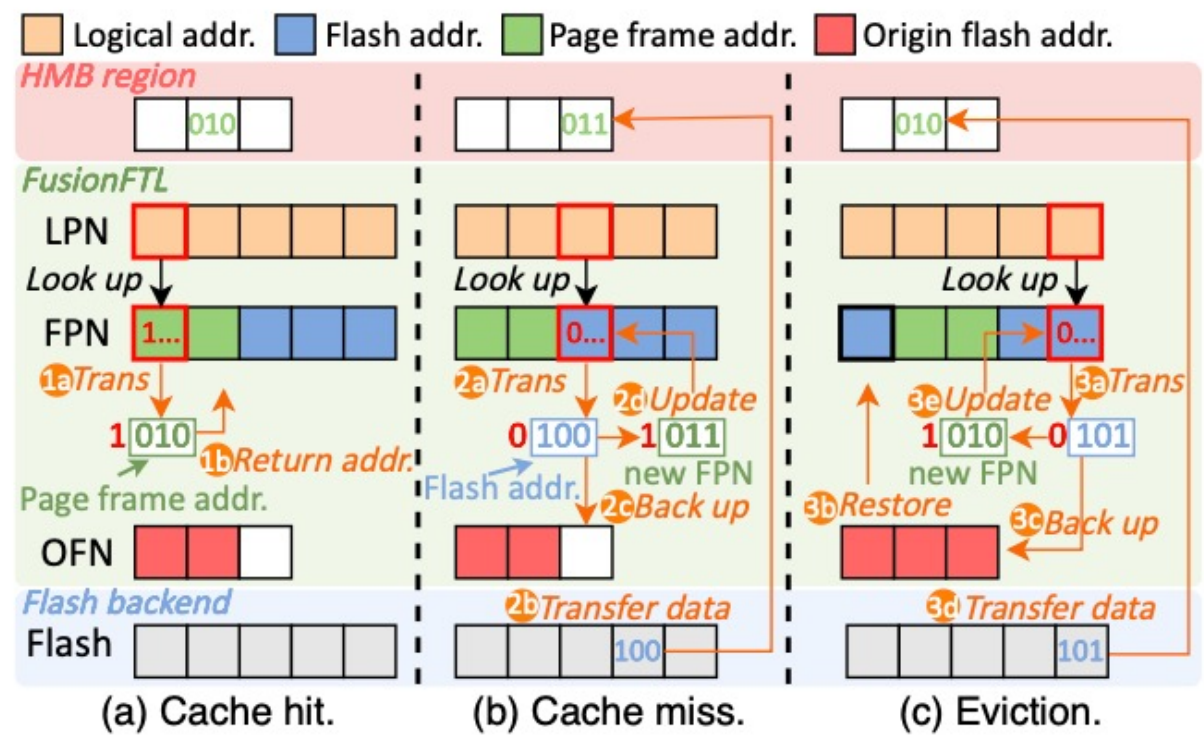 Logical addr. Flash addr. Page frame addr. Origin flash addr.
HMB region
010 011 010
FusionFTL
LPN
Look up Look up Look up
FPN 1... 0... 0...
1a Trans 2a Trans 2d Update 3e Update 3a Trans
1 010 0 100 1 011 1 010 0 101
1b Return addr. new FPN new FPN
Page frame addr. Flash addr. 2c Back up 3b Restore 3c Back up
OFN
Flash backend 2b Transfer data 3d Transfer data
Flash 100 101
(a) Cache hit. (b) Cache miss. (c) Eviction.